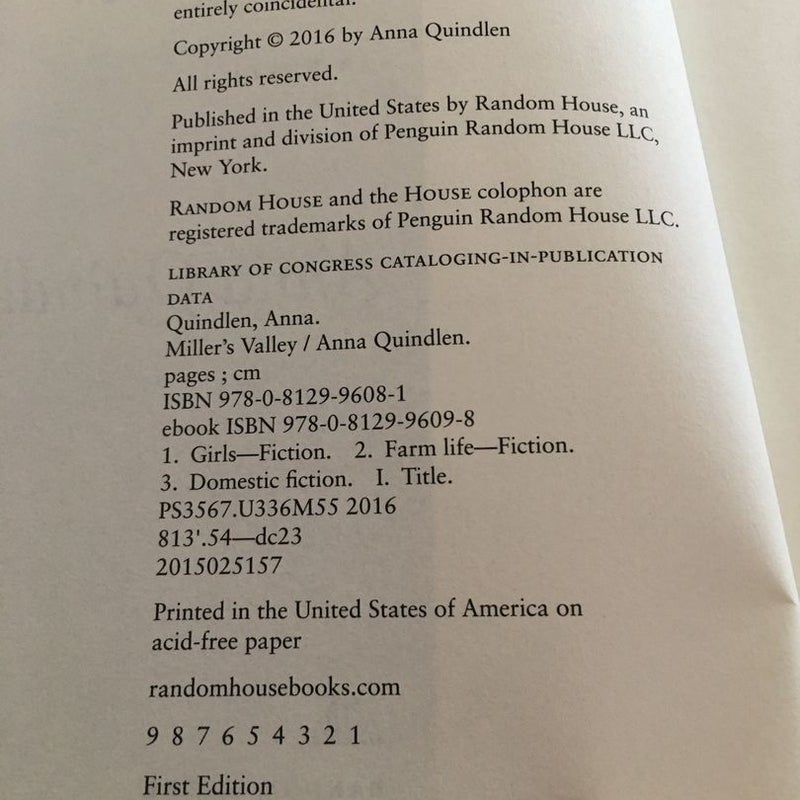 entirely coincidental.
Copyright © 2016 by Anna Quindlen
All rights reserved.
Published in the United States by Random House, an
imprint and division of Penguin Random House LLC,
New York.
RANDOM HOUSE and the HOUSE colophon are
registered trademarks of Penguin Random House LLC.
LIBRARY OF CONGRESS CATALOGING-IN-PUBLICATION
DATA
Quindlen, Anna.
Miller's Valley / Anna Quindlen.
pages ; cm
ISBN 978-0-8129-9608-1
ebook ISBN 978-0-8129-9609-8
1. Girls—Fiction. 2. Farm life—Fiction.
3. Domestic fiction. I. Title.
PS3567.U336M55 2016
813'.54—dc23
2015025157
Printed in the United States of America on
acid-free paper
randomhousebooks.com
9 8 7 6 5 4 3 2 1
First Edition